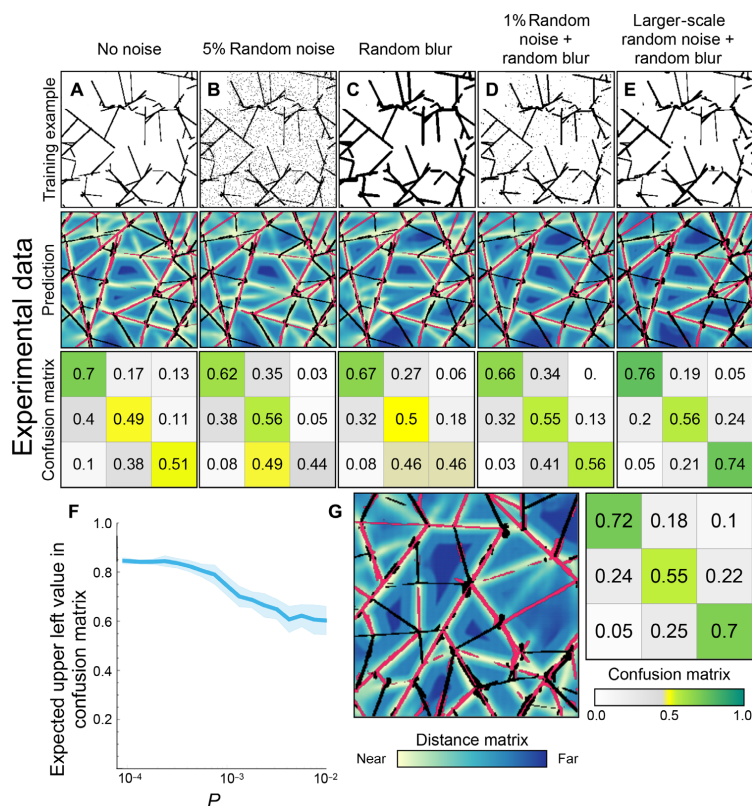 No noise
5% Random noise
Random blur
1% Random
noise +
random blur
Larger-scale
random noise +
random blur
Experimental data
Training example
A
B
C
D
E
Prediction
Confusion matrix
0.7 0.17 0.13
0.4 0.49 0.11
0.1 0.38 0.51
0.62 0.35 0.03
0.38 0.56 0.05
0.08 0.49 0.44
0.67 0.27 0.06
0.32 0.5 0.18
0.08 0.46 0.46
0.66 0.34 0.
0.32 0.55 0.13
0.03 0.41 0.56
0.76 0.19 0.05
0.2 0.56 0.24
0.05 0.21 0.74
F
Expected upper left value in
confusion matrix
1.0
0.8
0.6
0.4
0.2
10⁻⁴ 10⁻³ 10⁻²
P
G
0.72 0.18 0.1
0.24 0.55 0.22
0.05 0.25 0.7
Confusion matrix
0.0 0.5 1.0
Distance matrix
Near Far